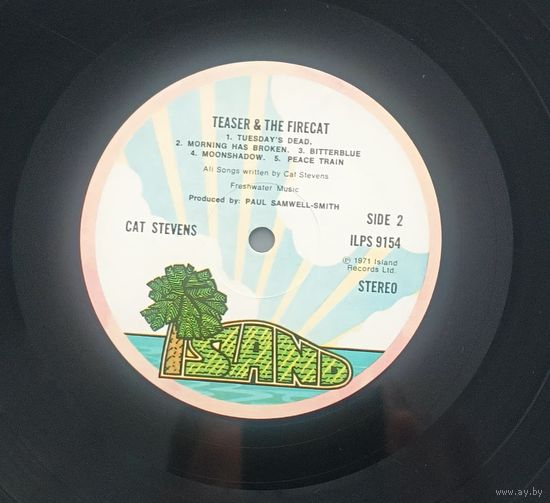 TEASER & THE FIRECAT
1. TUESDAY'S DEAD.
2. MORNING HAS BROKEN. 3. BITTERBLUE
4. MOONSHADOW. 5. PEACE TRAIN
All Songs written by Cat Stevens
Freshwater Music
Produced by: PAUL SAMWELL-SMITH
CAT STEVENS
SIDE 2
ILPS 9154
℗ 1971 Island
Records Ltd.
STEREO
ISLAND
www.ay.by